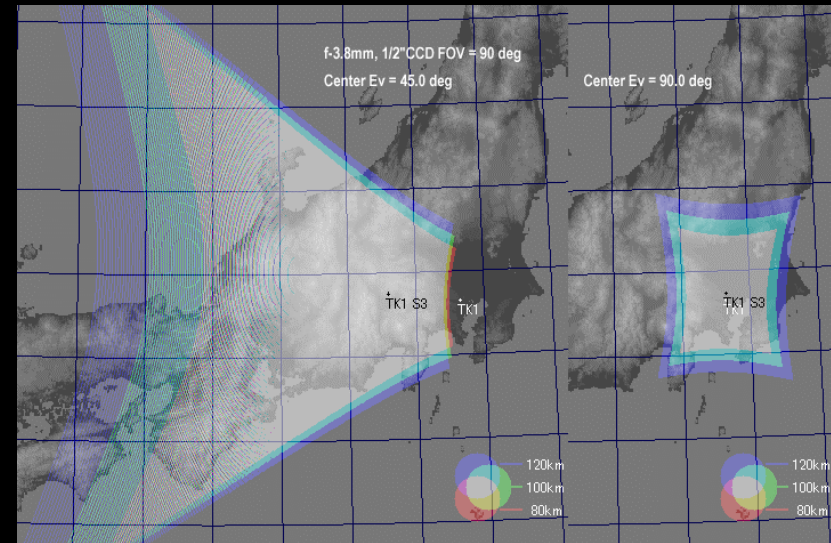 f-3.8mm, 1/2"CCD FOV = 90 deg
Center Ev = 45.0 deg
TK1 S3
TK1
120km
100km
80km
Center Ev = 90.0 deg
TK1 S3
TK1
120km
100km
80km